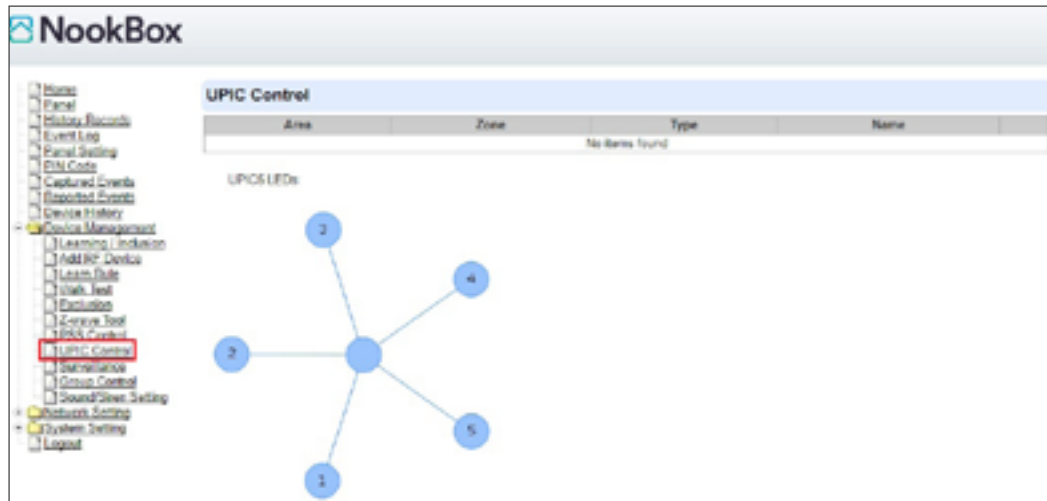 NookBox
Home
Panel
History Records
Event Log
Panel Setting
PIN Code
Captured Events
Reported Events
Device History
Device Management
Learning / Inclusion
Add RF Device
Learn Rule
Walk Test
Exclusion
Z-wave Tool
PSS Control
UPIC Control
Surveillance
Group Control
Sound/Siren Setting
Network Setting
System Setting
Logout
UPIC Control
Area Zone Type Name
No items found
UPICS LEDs
3
4
2
5
1